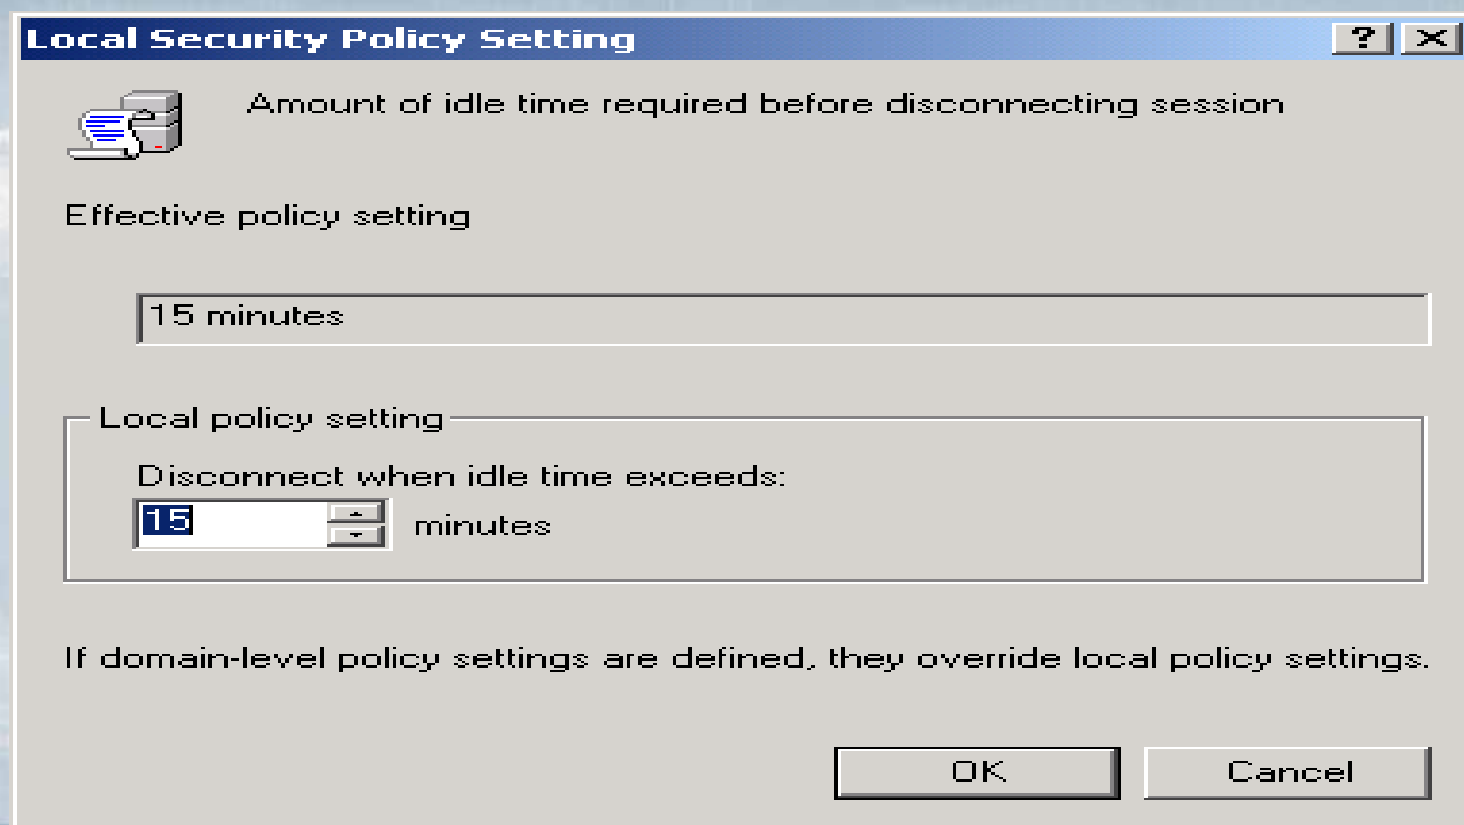 Local Security Policy Setting
Amount of idle time required before disconnecting session
Effective policy setting
15 minutes
Local policy setting
Disconnect when idle time exceeds:
15 minutes
If domain-level policy settings are defined, they override local policy settings.
OK Cancel